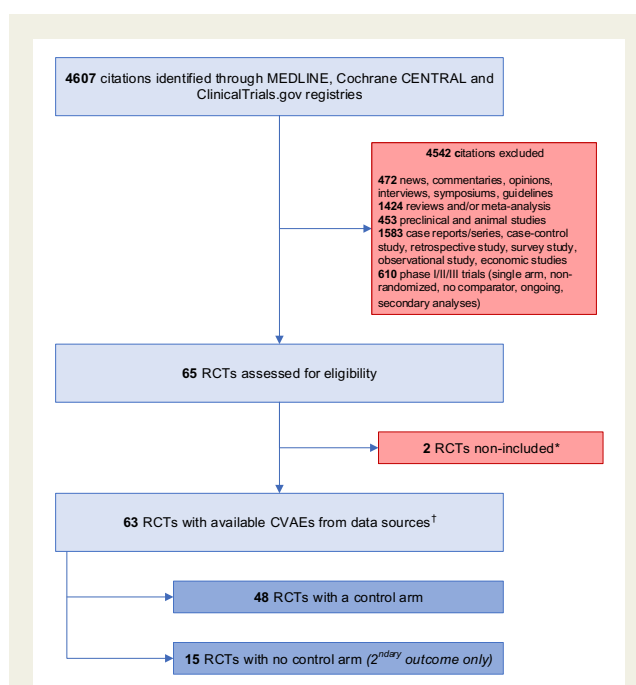 4607 citations identified through MEDLINE, Cochrane CENTRAL and
ClinicalTrials.gov registries
4542 citations excluded
472 news, commentaries, opinions,
interviews, symposiums, guidelines
1424 reviews and/or meta-analysis
453 preclinical and animal studies
1583 case reports/series, case-control
study, retrospective study, survey study,
observational study, economic studies
610 phase I/II/III trials (single arm, non-
randomized, no comparator, ongoing,
secondary analyses)
65 RCTs assessed for eligibility
2 RCTs non-included*
63 RCTs with available CVAEs from data sources†
48 RCTs with a control arm
15 RCTs with no control arm (2ndary outcome only)